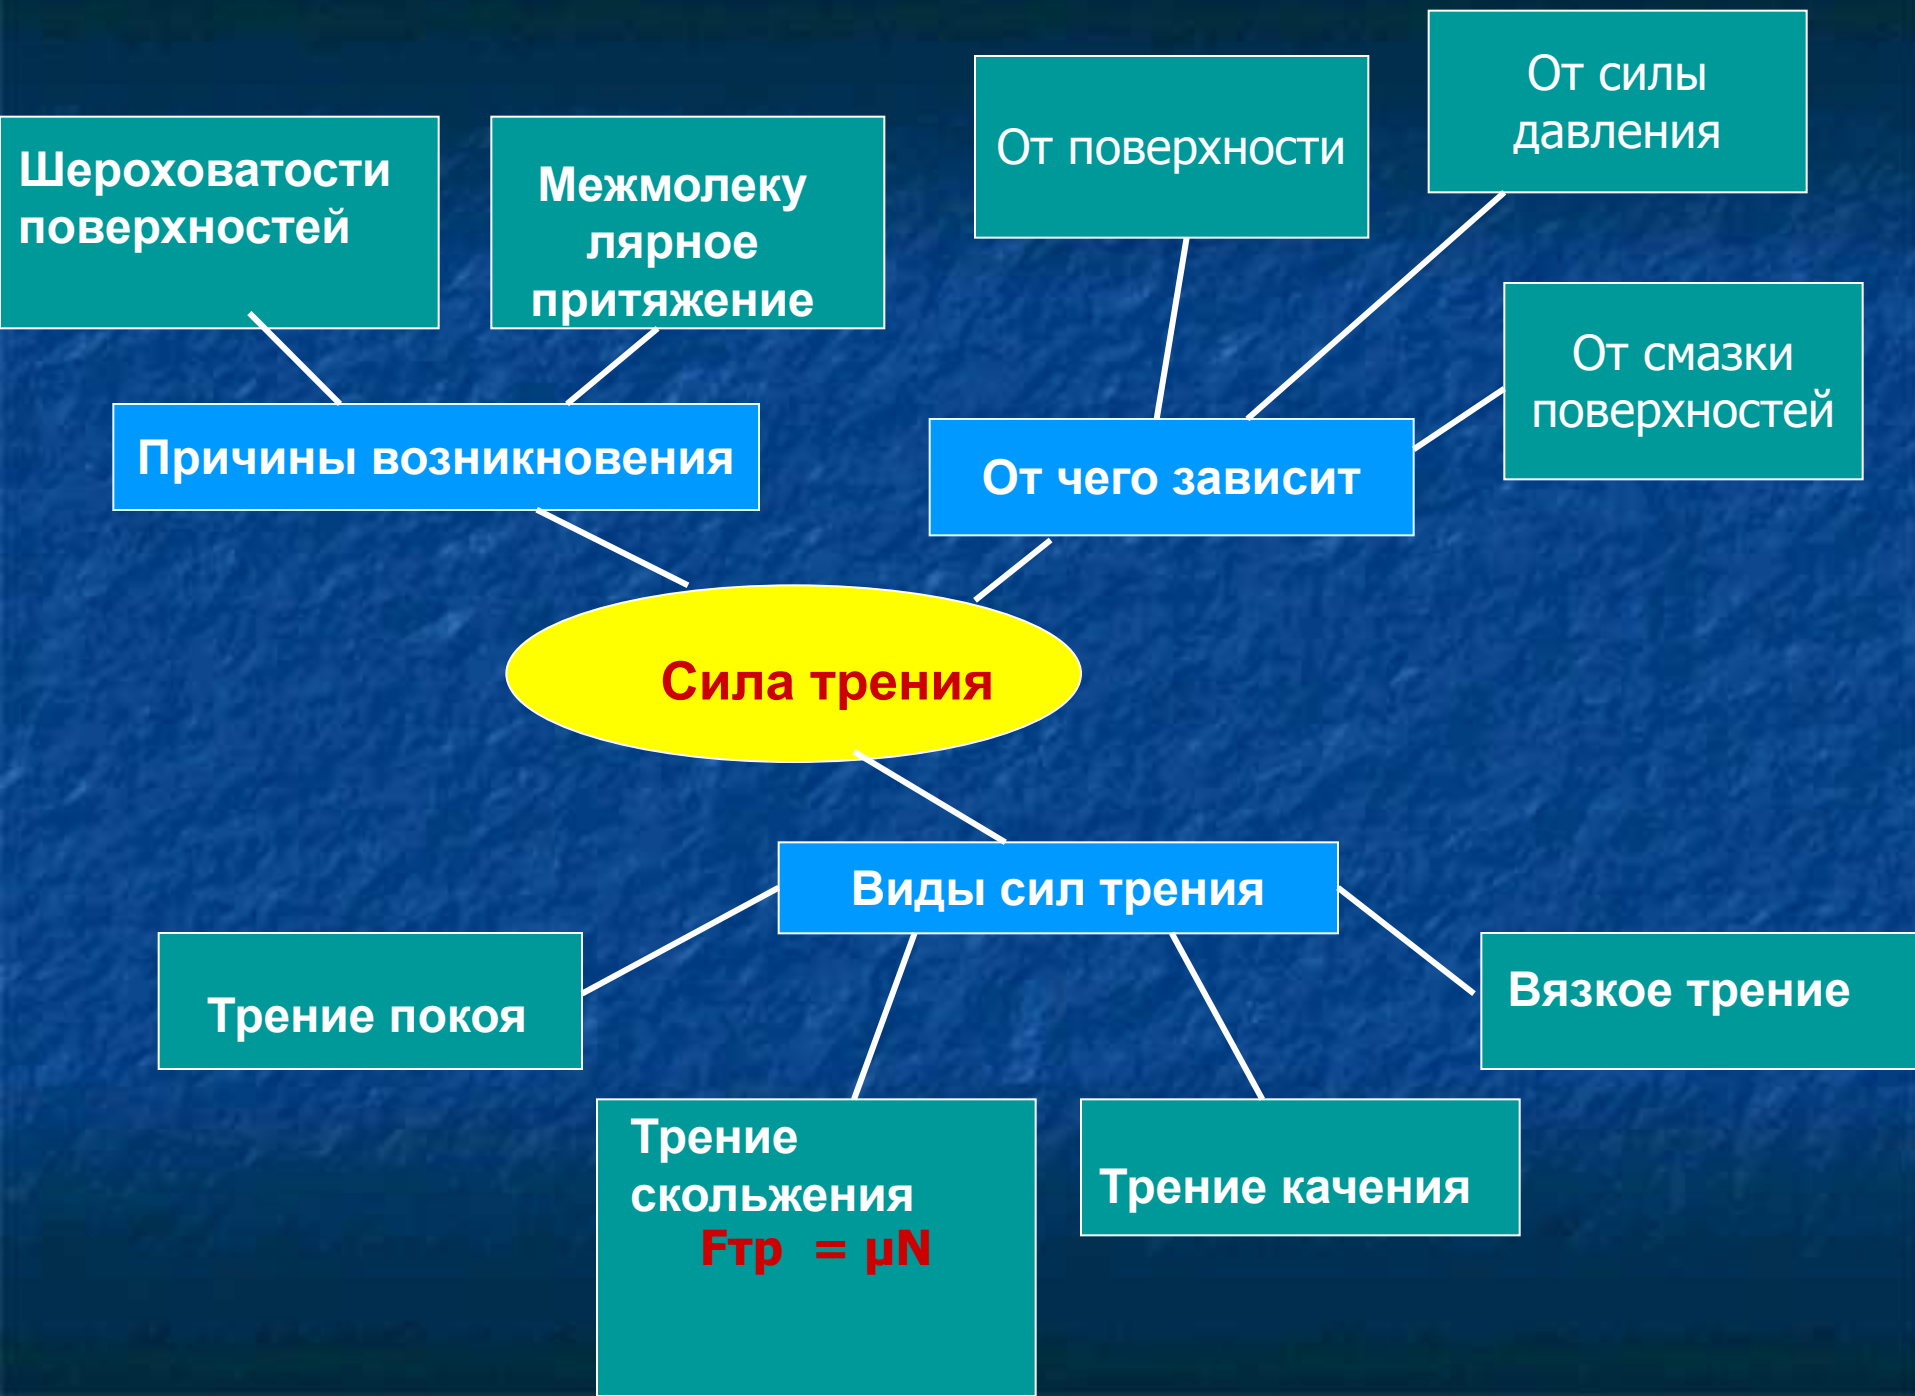 Шероховатости
поверхностей
Межмолеку
лярное
притяжение
От поверхности
От силы
давления
От смазки
поверхностей
Причины возникновения
От чего зависит
Сила трения
Виды сил трения
Трение покоя
Трение
скольжения
Fтр = μN
Трение качения
Вязкое трение